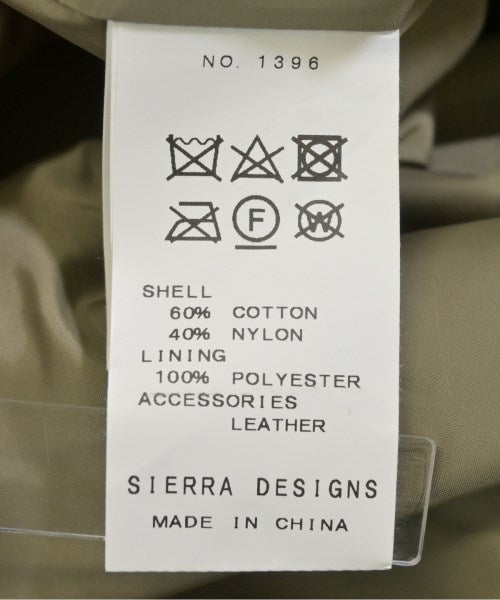 NO. 1396
F W
SHELL
60% COTTON
40% NYLON
LINING
100% POLYESTER
ACCESSORIES
LEATHER
SIERRA DESIGNS
MADE IN CHINA